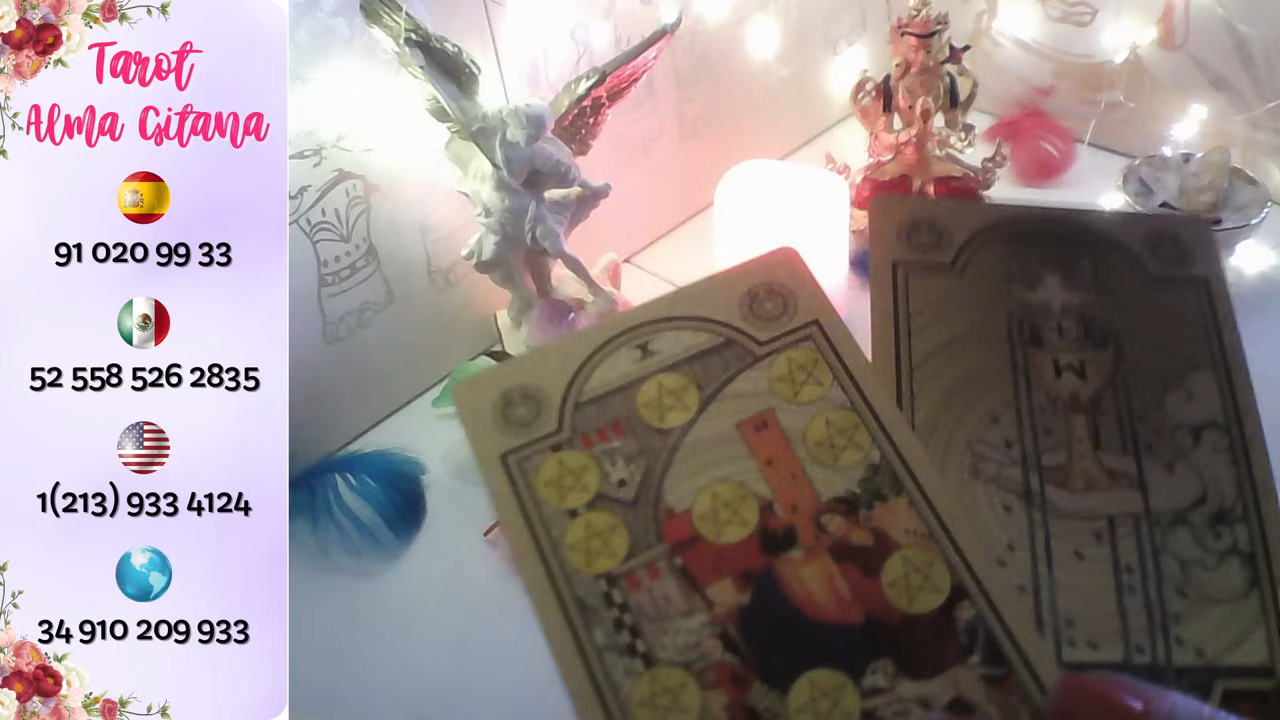 Tarot
Alma Gitana
91 020 99 33
52 558 526 2835
1(213) 933 4124
34 910 209 933